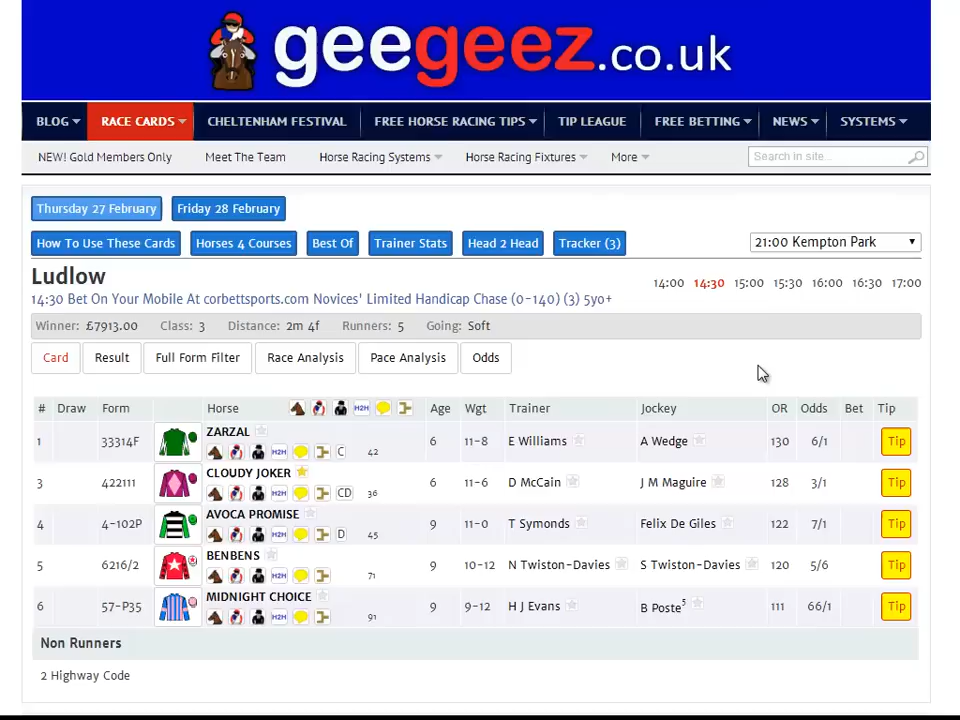 geegeez.co.uk
BLOG RACE CARDS CHELTENHAM FESTIVAL FREE HORSE RACING TIPS TIP LEAGUE FREE BETTING NEWS SYSTEMS
NEW! Gold Members Only Meet The Team Horse Racing Systems Horse Racing Fixtures More Search in site...
Thursday 27 February Friday 28 February
How To Use These Cards Horses 4 Courses Best Of Trainer Stats Head 2 Head Tracker (3) 21:00 Kempton Park
Ludlow 14:00 14:30 15:00 15:30 16:00 16:30 17:00
14:30 Bet On Your Mobile At corbettsports.com Novices' Limited Handicap Chase (0-140) (3) 5yo+
Winner: £7913.00 Class: 3 Distance: 2m 4f Runners: 5 Going: Soft
Card Result Full Form Filter Race Analysis Pace Analysis Odds
# Draw Form Horse H2H Age Wgt Trainer Jockey OR Odds Bet Tip
1 33314F ZARZAL 6 11-8 E Williams A Wedge 130 6/1 Tip
H2H C 42
3 422111 CLOUDY JOKER 6 11-6 D McCain J M Maguire 128 3/1 Tip
H2H CD 36
4 4-102P AVOCA PROMISE 9 11-0 T Symonds Felix De Giles 122 7/1 Tip
H2H D 45
5 6216/2 BENBENS 9 10-12 N Twiston-Davies S Twiston-Davies 120 5/6 Tip
H2H 71
6 57-P35 MIDNIGHT CHOICE 9 9-12 H J Evans B Poste5 111 66/1 Tip
H2H 91
Non Runners
2 Highway Code